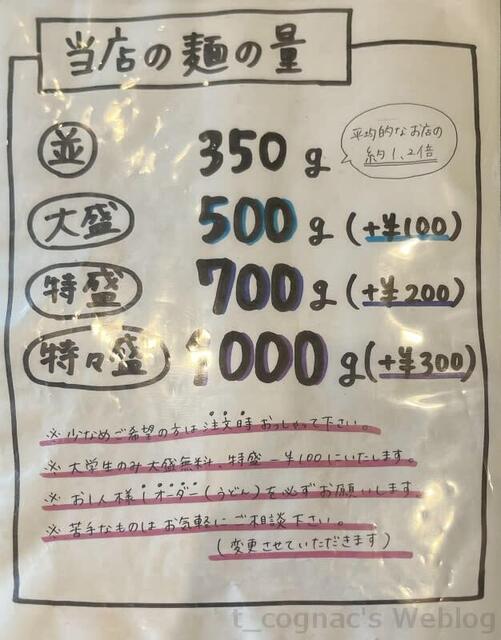 当店の麺の量
並 350g
平均的なお店の
約1.2倍
大盛 500g (+¥100)
特盛 700g (+¥200)
特々盛 1000g (+¥300)
※少なめご希望の方は注文時おっしゃって下さい。
※大学生のみ大盛無料、特盛-¥100にいたします。
※お1人様1オーダー(うどん)を必ずお願いします。
※苦手なものはお気軽にご相談下さい。
(変更させていただきます)
t_cognac's Weblog